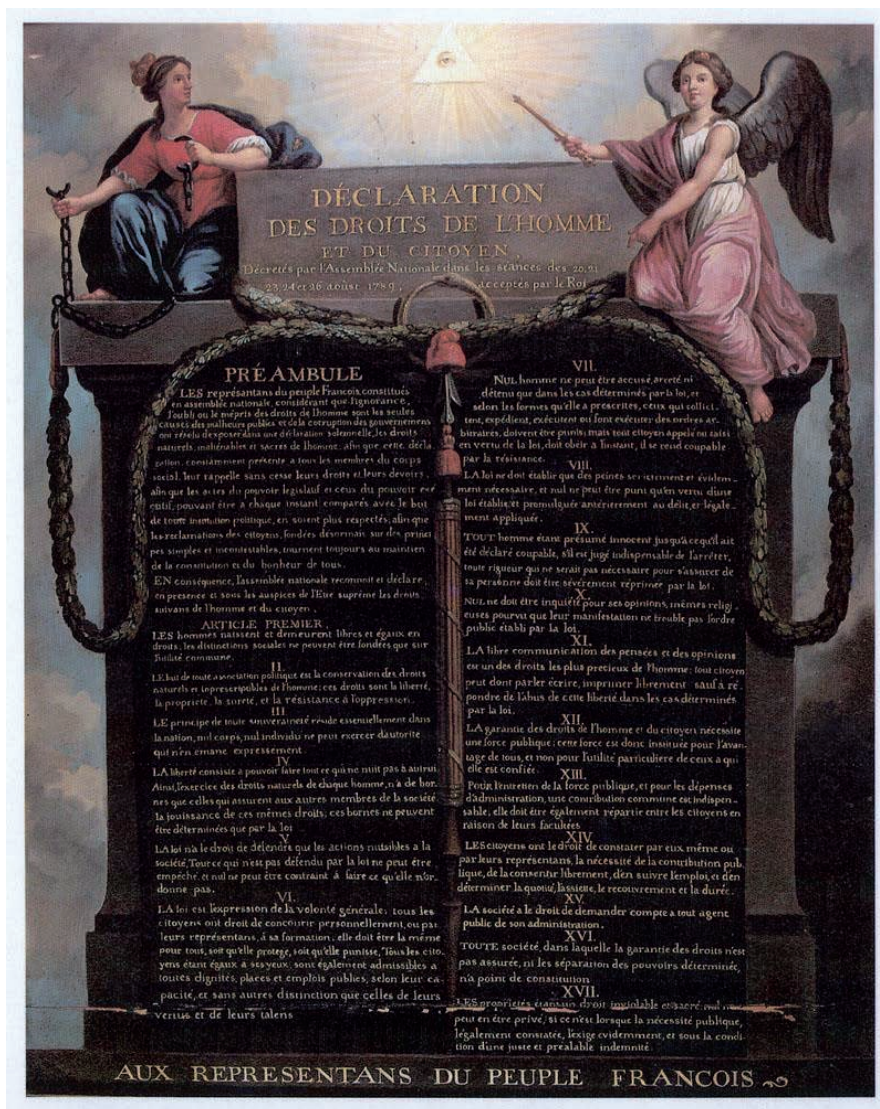 DÉCLARATION
DES DROITS DE L'HOMME
ET DU CITOYEN,
Décretés par l'Assemblée Nationale dans les séances des 20, 21
23 24 et 26 août 1789, acceptés par le Roi
PRÉAMBULE
LES représentans du peuple François, constitués
en assemblée nationale, considérant que l'ignorance,
l'oubli ou le mépris des droits de l'homme sont les seules
causes des malheurs publics et de la corruption des gouvernemens
ont résolu d'exposer dans une déclaration solemnelle, les droits
naturels, inaliénables et sacrés de l'homme: afin que cette décla
ration, constamment présente a tous les membres du corps
social, leur rappelle sans cesse leurs droits et leurs devoirs,
afin que les actes du pouvoir législatif et ceux du pouvoir exé
cutif, pouvant être a chaque instant comparés avec le but
de toute institution politique, en soient plus respectés; afin que
les réclamations des citoyens, fondées désormais sur des princi
pes simples et incontestables, tournent toujours au maintien
de la constitution et du bonheur de tous.
EN conséquence, l'assemblée nationale reconnoit et déclare,
en presence et sous les auspices de l'Etre suprême les droits
suivans de l'homme et du citoyen,
ARTICLE PREMIER,
LES hommes naissent et demeurent libres et égaux en
droits, les distinctions sociales ne peuvent être fondées que sur
l'utilité commune.
II.
LE but de toute association politique est la conservation des droits
naturels et inprescriptibles de l'homme; ces droits sont la liberté,
la propriété, la sureté, et la résistance à l'oppression.
III
LE principe de toute souveraineté réside essentiellement dans
la nation, nul corps, nul individu ne peut exercer d'autorité
qui n'en emane expressement.
IV
LA liberté consiste a pouvoir faire tout ce qui ne nuit pas a autrui
Ainsi, l'exercice des droits naturels de chaque homme, n'a de bor-
nes que celles qui assurent aux autres membres de la société
la jouissance de ces mêmes droits; ces bornes ne peuvent
être déterminées que par la loi
V.
LA loi n'a le droit de défendre que les actions nuisibles a la
société. Tout ce qui n'est pas défendu par la loi ne peut être
empêché, et nul ne peut être contraint à faire ce qu'elle n'or-
donne pas.
VI.
LA loi est l'expression de la volonté générale; tous les
citoyens ont droit de concourir personnellement, ou par
leurs représentans, à sa formation; elle doit être la même
pour tous, soit qu'elle protege, soit qu'elle punisse, Tous les cito
yens étant égaux à ses yeux, sont également admissibles a
toutes dignités, places et emplois publics, selon leur ca
pacité, et sans autres distinction que celles de leurs
vertus et de leurs talens
VII.
NUL homme ne peut être accusé, arreté ni
détenu que dans les cas déterminés par la loi, et
selon les formes qu'elle a prescrites, ceux qui sollici-
tent, expédient, exécutent ou font exécuter des ordres ar-
bitraires, doivent être punis; mais tout citoyen appelé ou saisi
en vertu de la loi, doit obéir a l'instant, il se rend coupable
par la résistance.
VIII.
LA loi ne doit établir que des peines strictement et évidem-
ment nécessaire, et nul ne peut être puni qu'en vertu d'une
loi établie, et promulguée antérierement au délit, et légale-
ment appliquée.
IX.
TOUT homme étant présumé innocent jusqu'a ce qu'il ait
été déclaré coupable, s'il est jugé indispensable de l'arrêter,
toute rigueur qui ne serait pas nécessaire pour s'assurer de
sa personne doit être sévèrement réprimée par la loi.
X.
NUL ne doit être inquiété pour ses opinions, mêmes religi
euses pourvu que leur manifestation ne trouble pas l'ordre
public établi par la loi.
XI.
LA libre communication des pensées et des opinions
est un des droits les plus precieux de l'homme; tout citoyen
peut dont parler écrire, imprimer librement sauf à ré
pondre de l'abus de cette liberté dans les cas déterminés
par la loi.
XII.
LA garantie des droits de l'homme et du citoyen nécessite
une force publique; cette force est donc instituée pour l'avan-
tage de tous, et non pour l'utilité particuliere de ceux a qui
elle est confiée.
XIII.
POUR l'entretien de la force publique, et pour les dépenses
d'administration, une contribution commune est indispen-
sable; elle doit être également répartie entre les citoyens en
raison de leurs facultées
XIV.
LES citoyens ont le droit de constater par eux même ou
par leurs représentans, la nécessité de la contribution pub-
lique, de la consentir librement, d'en suivre l'emploi, et d'en
déterminer la quotité, l'assiette, le recouvrement et la durée.
XV.
LA société a le droit de demander compte a tout agent
public de son administration.
XVI.
TOUTE société, dans laquelle la garantie des droits n'est
pas assurée, ni les séparation des pouvoirs déterminée,
n'a point de constitution
XVII.
LES propriétés étant un droit inviolable et sacré, nul ne
peut en être privé, si ce n'est lorsque la nécessité publique,
légalement constatée, l'exige evidemment, et sous la condi
tion d'une juste et préalable indemnité.
AUX REPRESENTANS DU PEUPLE FRANCOIS